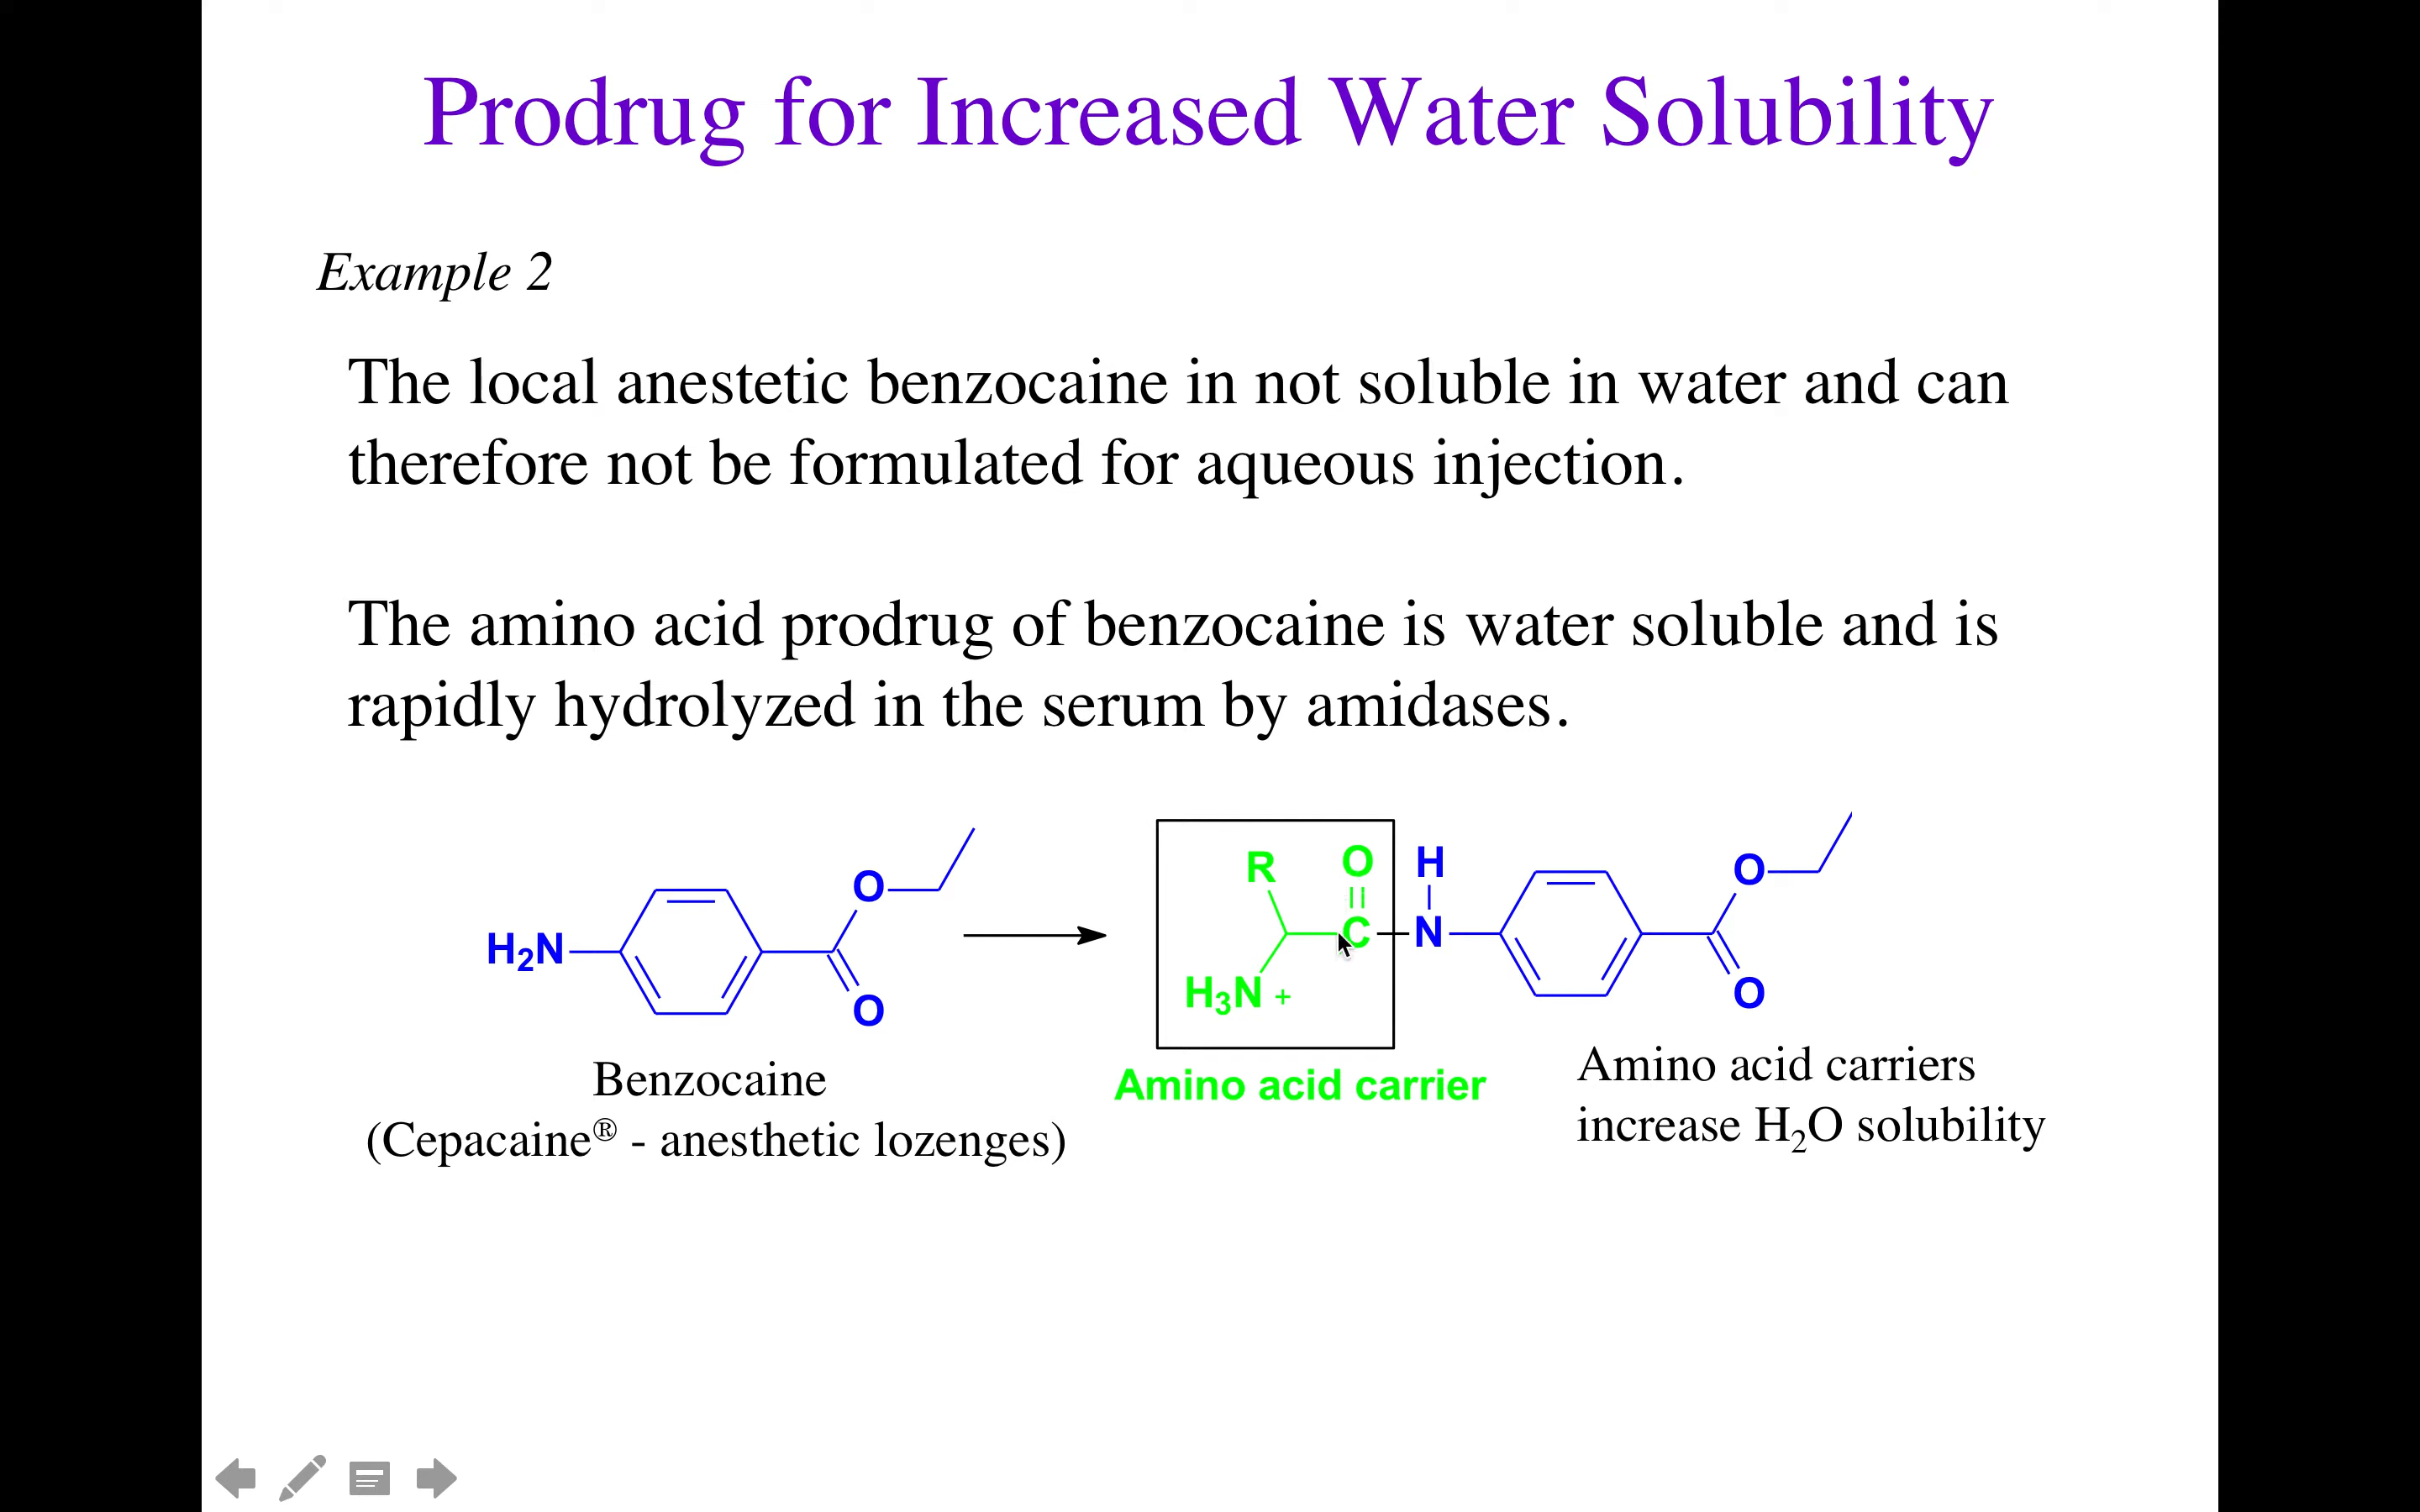 Prodrug for Increased Water Solubility
Example 2
The local anestetic benzocaine in not soluble in water and can
therefore not be formulated for aqueous injection.
The amino acid prodrug of benzocaine is water soluble and is
rapidly hydrolyzed in the serum by amidases.
H₂N
O
O
R
O
C
H₃N +
H
N
O
O
Benzocaine
(Cepacaine® - anesthetic lozenges)
Amino acid carrier
Amino acid carriers
increase H₂O solubility